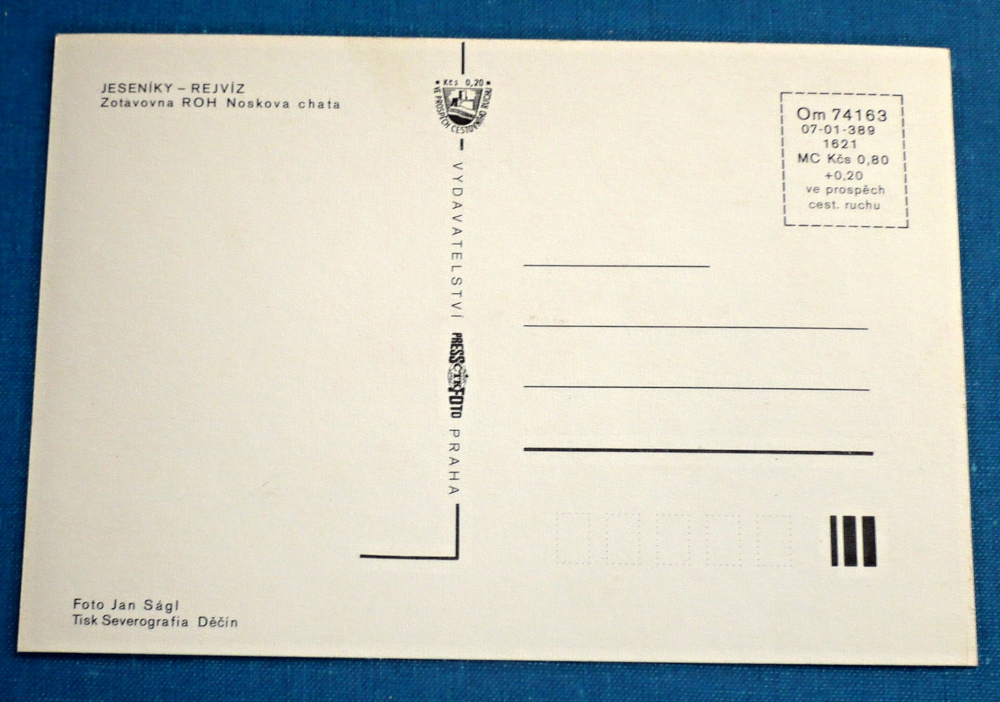 JESENÍKY – REJVÍZ
Zotavovna ROH Noskova chata
Kčs 0,20
VE PROSPĚCH CESTOVNÍHO RUCHU
VYDAVATELSTVÍ PRESSFOTO PRAHA
ČTK
Om 74163
07-01-389
1621
MC Kčs 0,80
+0,20
ve prospěch
cest. ruchu
Foto Jan Ságl
Tisk Severografia Děčín